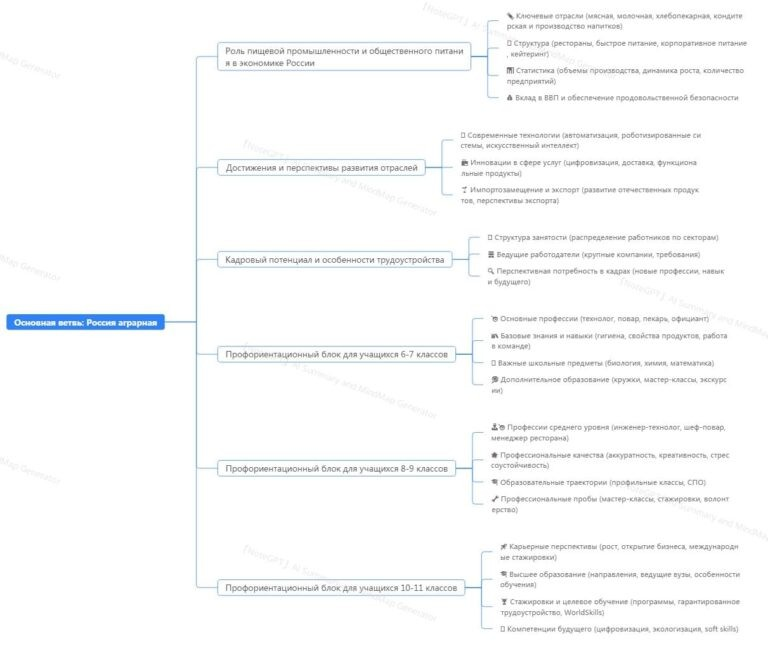 Основная ветвь: Россия аграрная
Роль пищевой промышленности и общественного питани
я в экономике России
Ключевые отрасли (мясная, молочная, хлебопекарная, кондите
рская и производство напитков)
Структура (рестораны, быстрое питание, корпоративное питание
, кейтеринг)
Статистика (объемы производства, динамика роста, количество
предприятий)
Вклад в ВВП и обеспечение продовольственной безопасности
Достижения и перспективы развития отраслей
Современные технологии (автоматизация, роботизированные си
стемы, искусственный интеллект)
Инновации в сфере услуг (цифровизация, доставка, функциона
льные продукты)
Импортозамещение и экспорт (развитие отечественных продук
тов, перспективы экспорта)
Кадровый потенциал и особенности трудоустройства
Структура занятости (распределение работников по секторам)
Ведущие работодатели (крупные компании, требования)
Перспективная потребность в кадрах (новые профессии, навык
и будущего)
Профориентационный блок для учащихся 6-7 классов
Основные профессии (технолог, повар, пекарь, официант)
Базовые знания и навыки (гигиена, свойства продуктов, работа
в команде)
Важные школьные предметы (биология, химия, математика)
Дополнительное образование (кружки, мастер-классы, экскурс
ии)
Профориентационный блок для учащихся 8-9 классов
Профессии среднего уровня (инженер-технолог, шеф-повар,
менеджер ресторана)
Профессиональные качества (аккуратность, креативность, стрес
соустойчивость)
Образовательные траектории (профильные классы, СПО)
Профессиональные пробы (мастер-классы, стажировки, волонт
ерство)
Профориентационный блок для учащихся 10-11 классов
Карьерные перспективы (рост, открытие бизнеса, международн
ые стажировки)
Высшее образование (направления, ведущие вузы, особенности
обучения)
Стажировки и целевое обучение (программы, гарантированное
трудоустройство, WorldSkills)
Компетенции будущего (цифровизация, экологизация, soft skills)